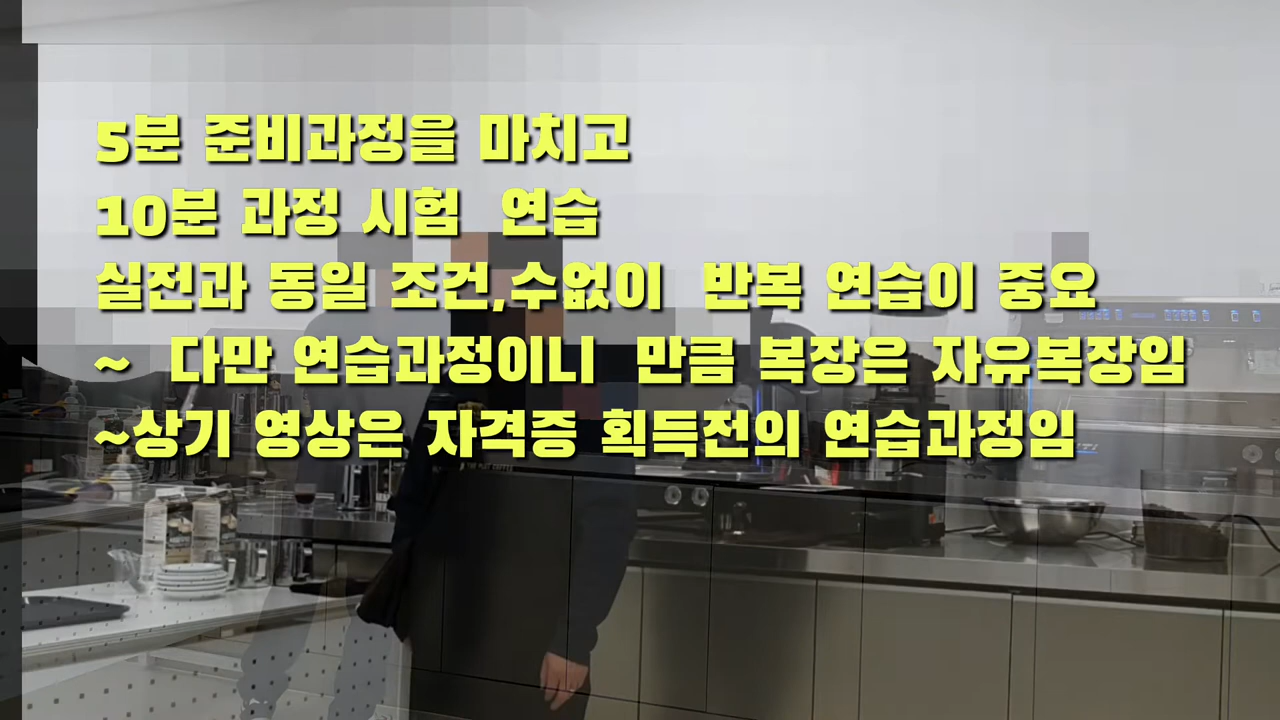 5분 준비과정을 마치고
10분 과정 시험 연습
실전과 동일 조건,수없이 반복 연습이 중요
~ 다만 연습과정이니 만큼 복장은 자유복장임
~상기 영상은 자격증 획득전의 연습과정임